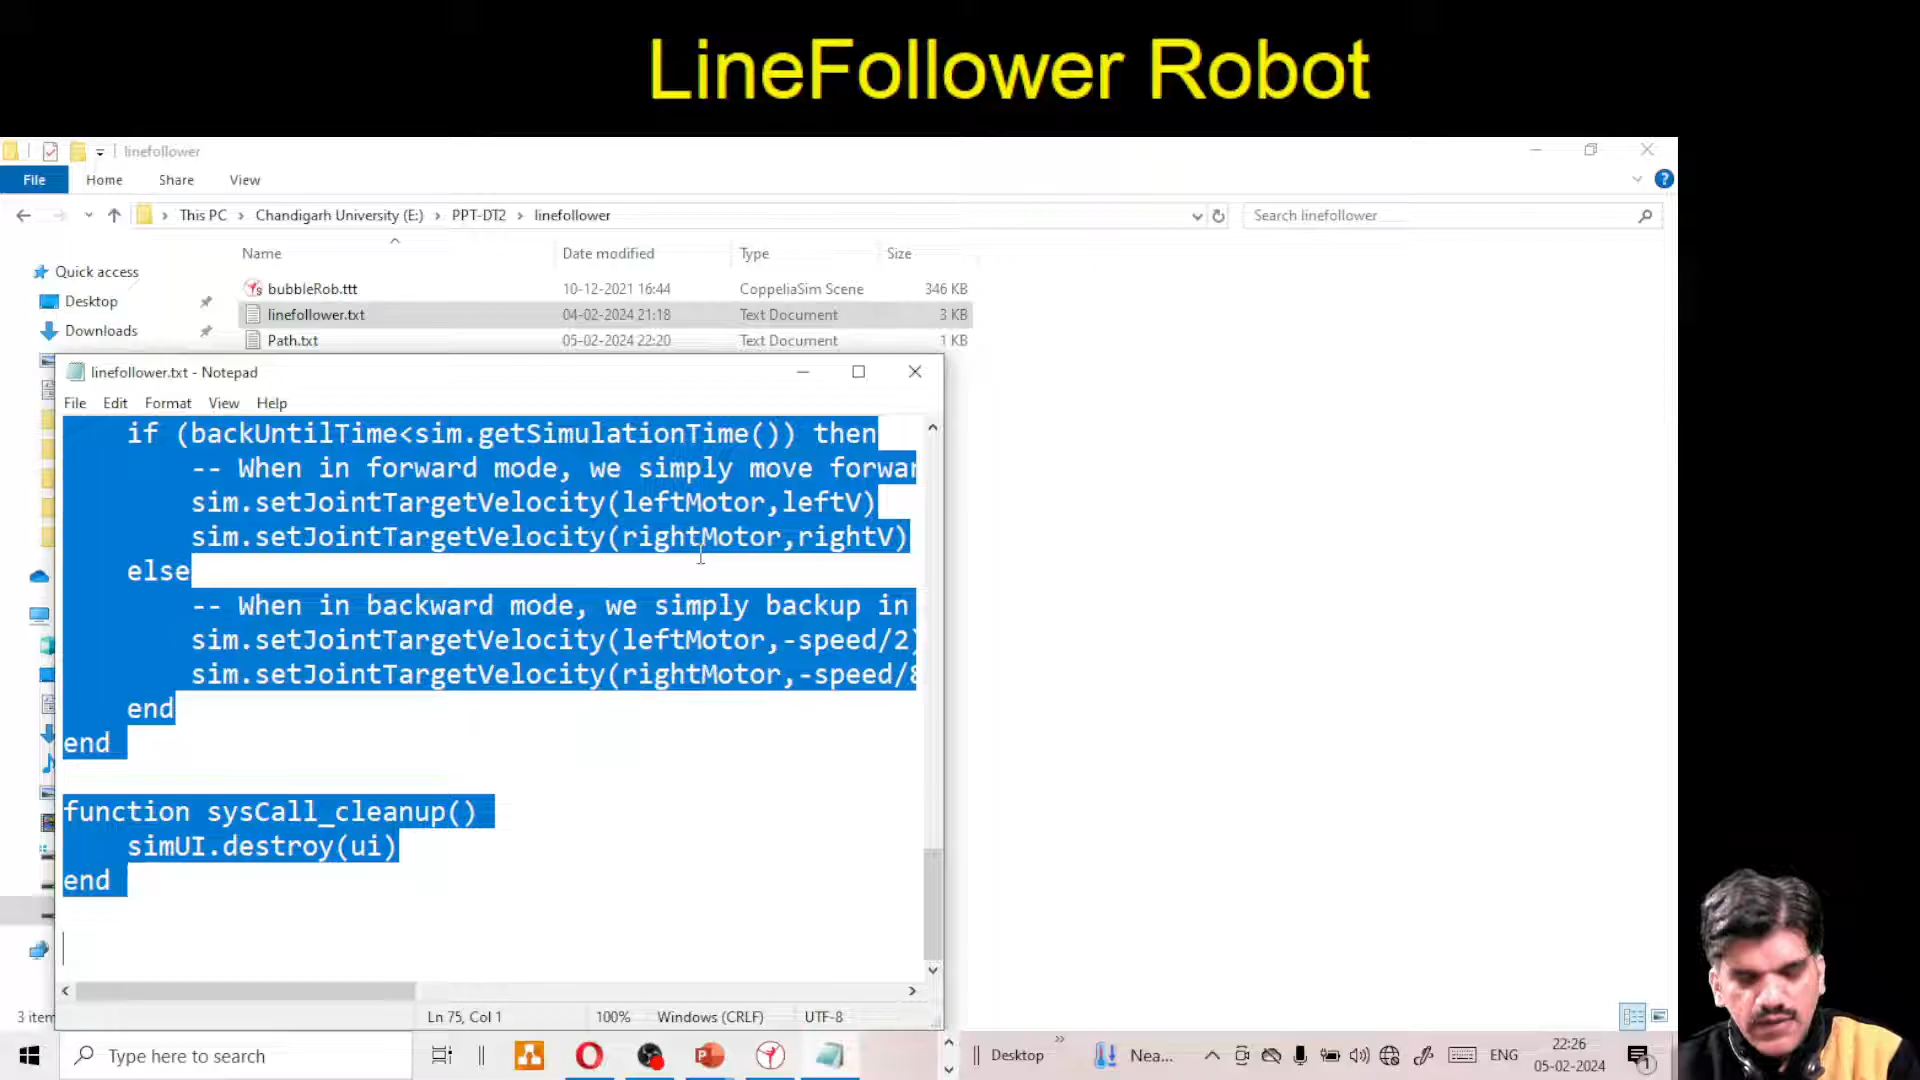 LineFollower Robot
linefollower
File Home Share View
This PC Chandigarh University (E:) PPT-DT2 linefollower
Search linefollower
Name Date modified Type Size
Quick access
Desktop
Downloads
bubbleRob.ttt 10-12-2021 16:44 CoppeliaSim Scene 346 KB
linefollower.txt 04-02-2024 21:18 Text Document 3 KB
Path.txt 05-02-2024 22:20 Text Document 1 KB
linefollower.txt - Notepad
File Edit Format View Help
if (backUntilTime<sim.getSimulationTime()) then
-- When in forward mode, we simply move forwar
sim.setJointTargetVelocity(leftMotor,leftV)
sim.setJointTargetVelocity(rightMotor,rightV)
else
-- When in backward mode, we simply backup in
sim.setJointTargetVelocity(leftMotor,-speed/2)
sim.setJointTargetVelocity(rightMotor,-speed/8
end
end
function sysCall_cleanup()
simUI.destroy(ui)
end
3 item
Ln 75, Col 1 100% Windows (CRLF) UTF-8
Type here to search
Desktop
Nea...
ENG
22:26
05-02-2024
1